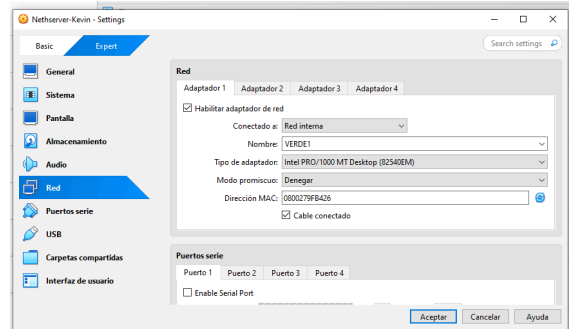 Nethserver-Kevin - Settings
Basic Expert
Search settings
General
Sistema
Pantalla
Almacenamiento
Audio
Red
Puertos serie
USB
Carpetas compartidas
Interfaz de usuario
Red
Adaptador 1 Adaptador 2 Adaptador 3 Adaptador 4
Habilitar adaptador de red
Conectado a: Red interna
Nombre: VERDE1
Tipo de adaptador: Intel PRO/1000 MT Desktop (82540EM)
Modo promiscuo: Denegar
Dirección MAC: 0800279FB426
Cable conectado
Puertos serie
Puerto 1 Puerto 2 Puerto 3 Puerto 4
Enable Serial Port
Aceptar Cancelar Ayuda